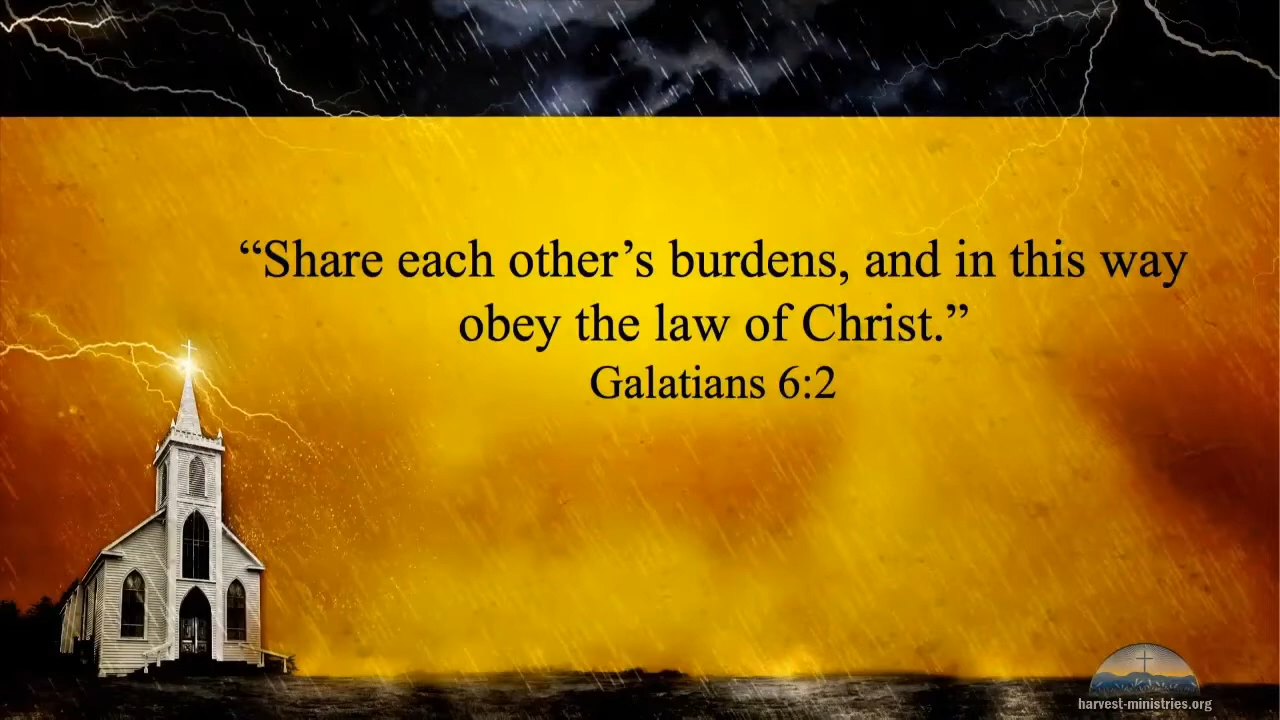 “Share each other’s burdens, and in this way
obey the law of Christ.”
Galatians 6:2
harvest-ministries.org